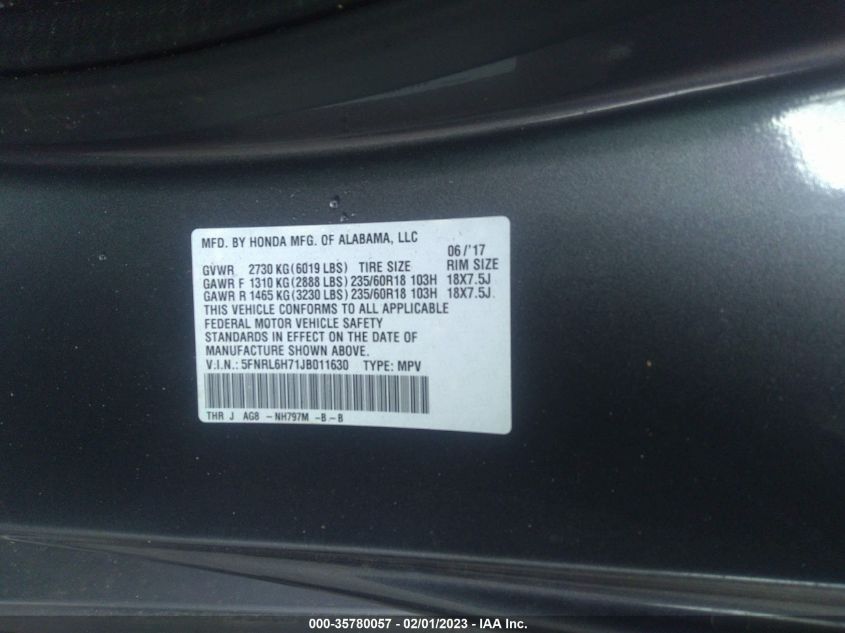 MFD. BY HONDA MFG. OF ALABAMA, LLC
06/'17
GVWR 2730 KG(6019 LBS) TIRE SIZE RIM SIZE
GAWR F 1310 KG(2888 LBS) 235/60R18 103H 18X7.5J
GAWR R 1465 KG(3230 LBS) 235/60R18 103H 18X7.5J
THIS VEHICLE CONFORMS TO ALL APPLICABLE
FEDERAL MOTOR VEHICLE SAFETY
STANDARDS IN EFFECT ON THE DATE OF
MANUFACTURE SHOWN ABOVE.
V.I.N.: 5FNRL6H71JB011630 TYPE: MPV
THR J AG8 -NH797M -B-B
000-35780057 - 02/01/2023 - IAA Inc.